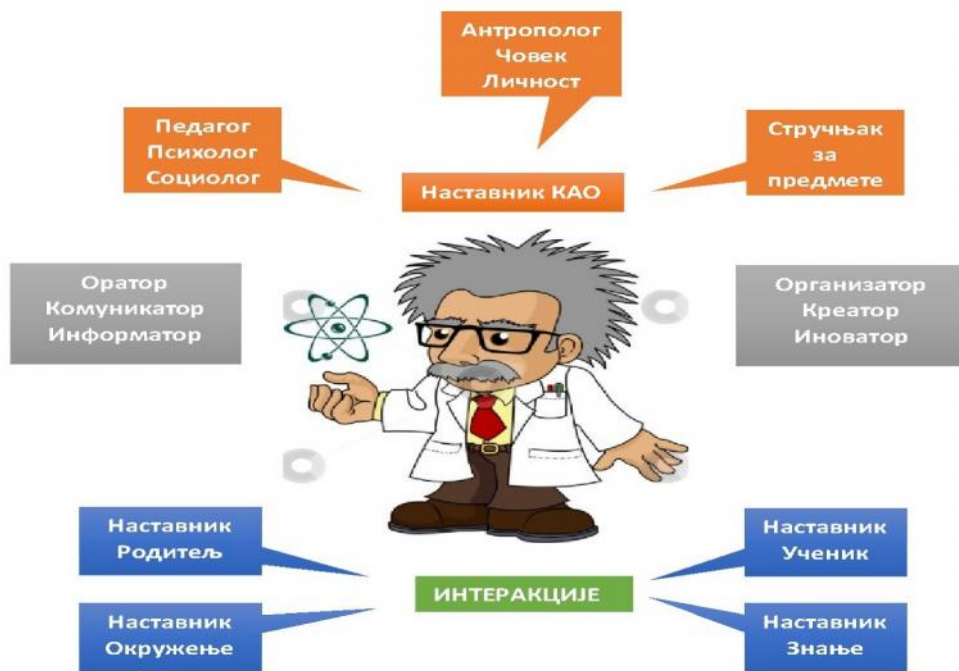 Антрополог
Човек
Личност
Педагог
Психолог
Социолог
Стручњак
за
предмете
Наставник КАО
Оратор
Комуникатор
Информатор
Организатор
Креатор
Иноватор
Наставник
Родитељ
Наставник
Ученик
ИНТЕРАКЦИЈЕ
Наставник
Окружење
Наставник
Знање